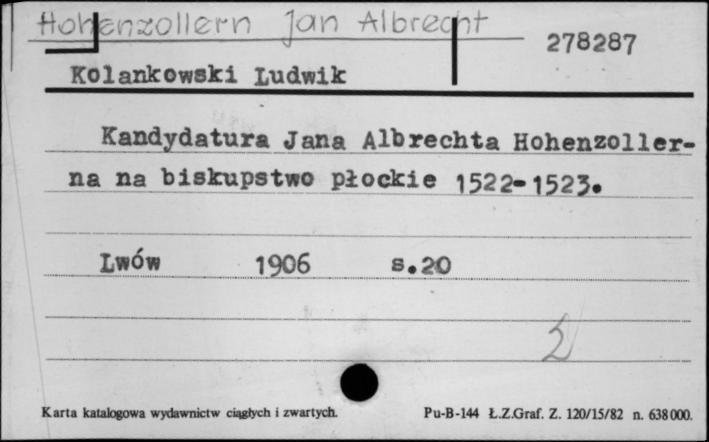 Hohenzollern Jan Albrecht
278287
Kolankowski Ludwik
Kandydatura Jana Albrechta Hohenzoller-
na na biskupstwo płockie 1522-1523.
Lwów 1906 s.20
2
Karta katalogowa wydawnictw ciągłych i zwartych. Pu-B-144 Ł.Z.Graf. Z. 120/15/82 n. 638000.